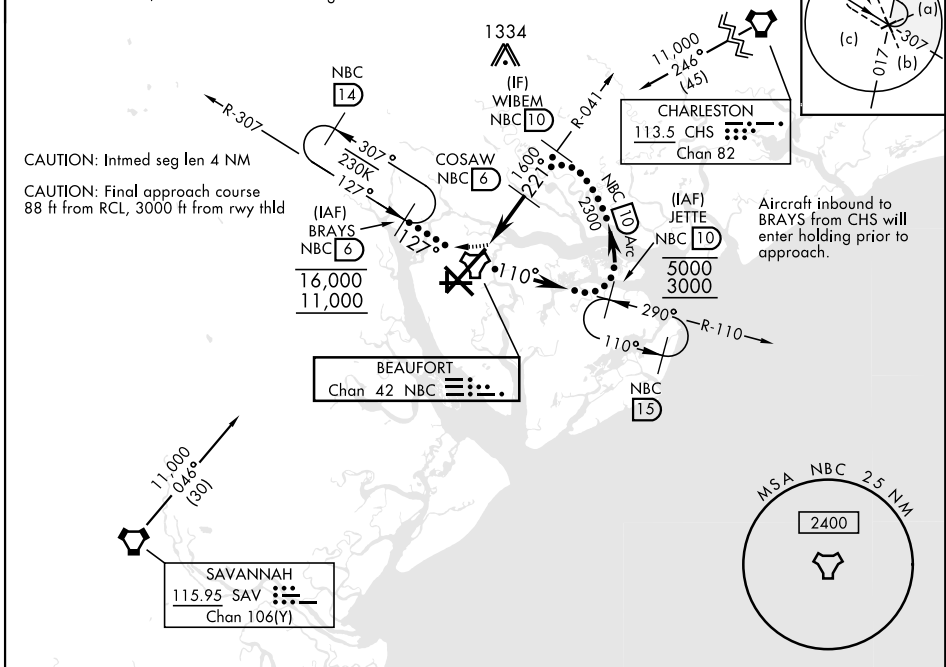 1334
(a)
307
(c)
(b)
017
NBC
14
(IF)
WIBEM
NBC 10
R-041
11,000
246°
(45)
CHARLESTON
113.5 CHS
Chan 82
R-307
307°
230K
127°
CAUTION: Intmed seg len 4 NM
CAUTION: Final approach course
88 ft from RCL, 3000 ft from rwy thld
COSAW
NBC 6
1600
221°
NBC 10 Arc
2300
(IAF)
BRAYS
NBC 6
16,000
11,000
127°
(IAF)
JETTE
NBC 10
5000
3000
Aircraft inbound to
BRAYS from CHS will
enter holding prior to
approach.
110°
290°
R-110
110°
NBC
15
BEAUFORT
Chan 42 NBC
11,000
046°
(30)
SAVANNAH
115.95 SAV
Chan 106(Y)
MSA NBC 25 NM
2400